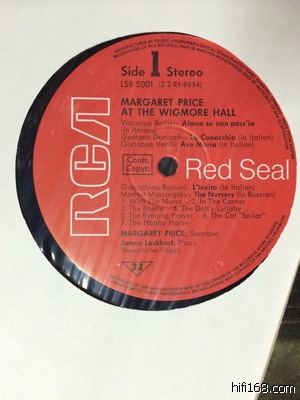 Side 1 Stereo
LSB 5001 (Z 2 RY-9694)
MARGARET PRICE
AT THE WIGMORE HALL
Vincenzo Bellini: Almen se non poss'io
(In Italian)
Gaetano Donizetti: La Conocchia (In Italian)
Giuseppe Verdi: Ave Maria (In Italian)
Contr.
Copyr.
RCA
Red Seal
Gioacchino Rossini: L'Invito (In Italian)
Modest Mussorgsky: The Nursery (In Russian)
1. With The Nurse - 2. In The Corner
3. The Beetle - 4. The Doll's Lullaby
5. The Evening Prayer - 6. The Cat "Sailor"
7. The Hobby Horse
MARGARET PRICE, Soprano
James Lockhart, Piano
33
hifi168.com